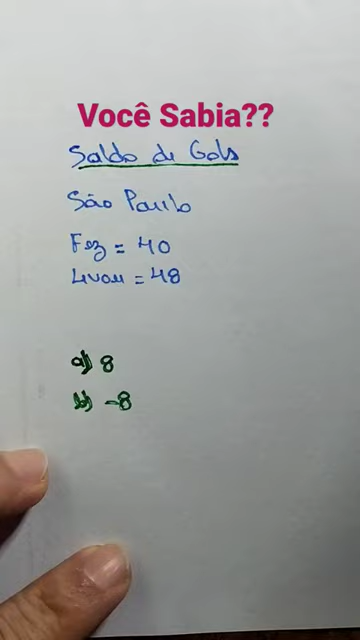 Você Sabia??
Saldo de Gols
São Paulo
Fez = 40
Levou = 48
a) 8
b) -8